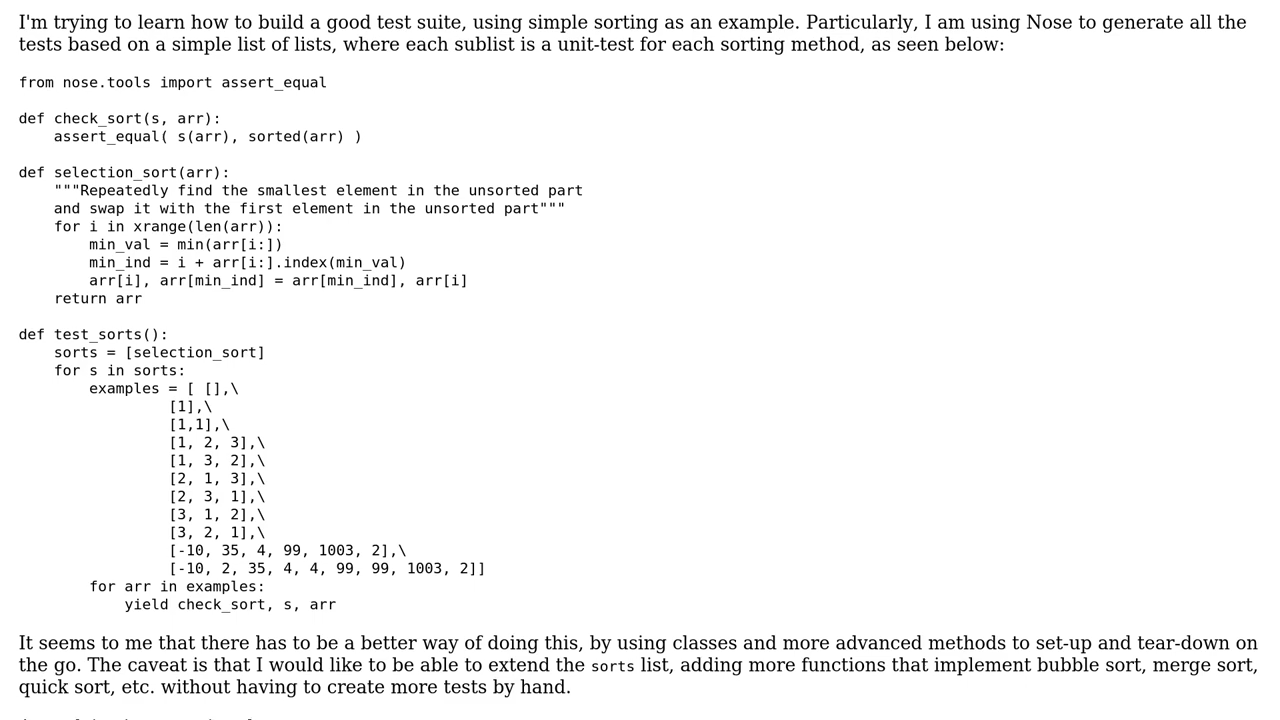 I'm trying to learn how to build a good test suite, using simple sorting as an example. Particularly, I am using Nose to generate all the
tests based on a simple list of lists, where each sublist is a unit-test for each sorting method, as seen below:
from nose.tools import assert_equal
def check_sort(s, arr):
    assert_equal( s(arr), sorted(arr) )
def selection_sort(arr):
    """Repeatedly find the smallest element in the unsorted part
    and swap it with the first element in the unsorted part"""
    for i in xrange(len(arr)):
        min_val = min(arr[i:])
        min_ind = i + arr[i:].index(min_val)
        arr[i], arr[min_ind] = arr[min_ind], arr[i]
    return arr
def test_sorts():
    sorts = [selection_sort]
    for s in sorts:
        examples = [ [],\
                 [1],\
                 [1,1],\
                 [1, 2, 3],\
                 [1, 3, 2],\
                 [2, 1, 3],\
                 [2, 3, 1],\
                 [3, 1, 2],\
                 [3, 2, 1],\
                 [-10, 35, 4, 99, 1003, 2],\
                 [-10, 2, 35, 4, 4, 99, 99, 1003, 2]]
        for arr in examples:
            yield check_sort, s, arr
It seems to me that there has to be a better way of doing this, by using classes and more advanced methods to set-up and tear-down on
the go. The caveat is that I would like to be able to extend the sorts list, adding more functions that implement bubble sort, merge sort,
quick sort, etc. without having to create more tests by hand.